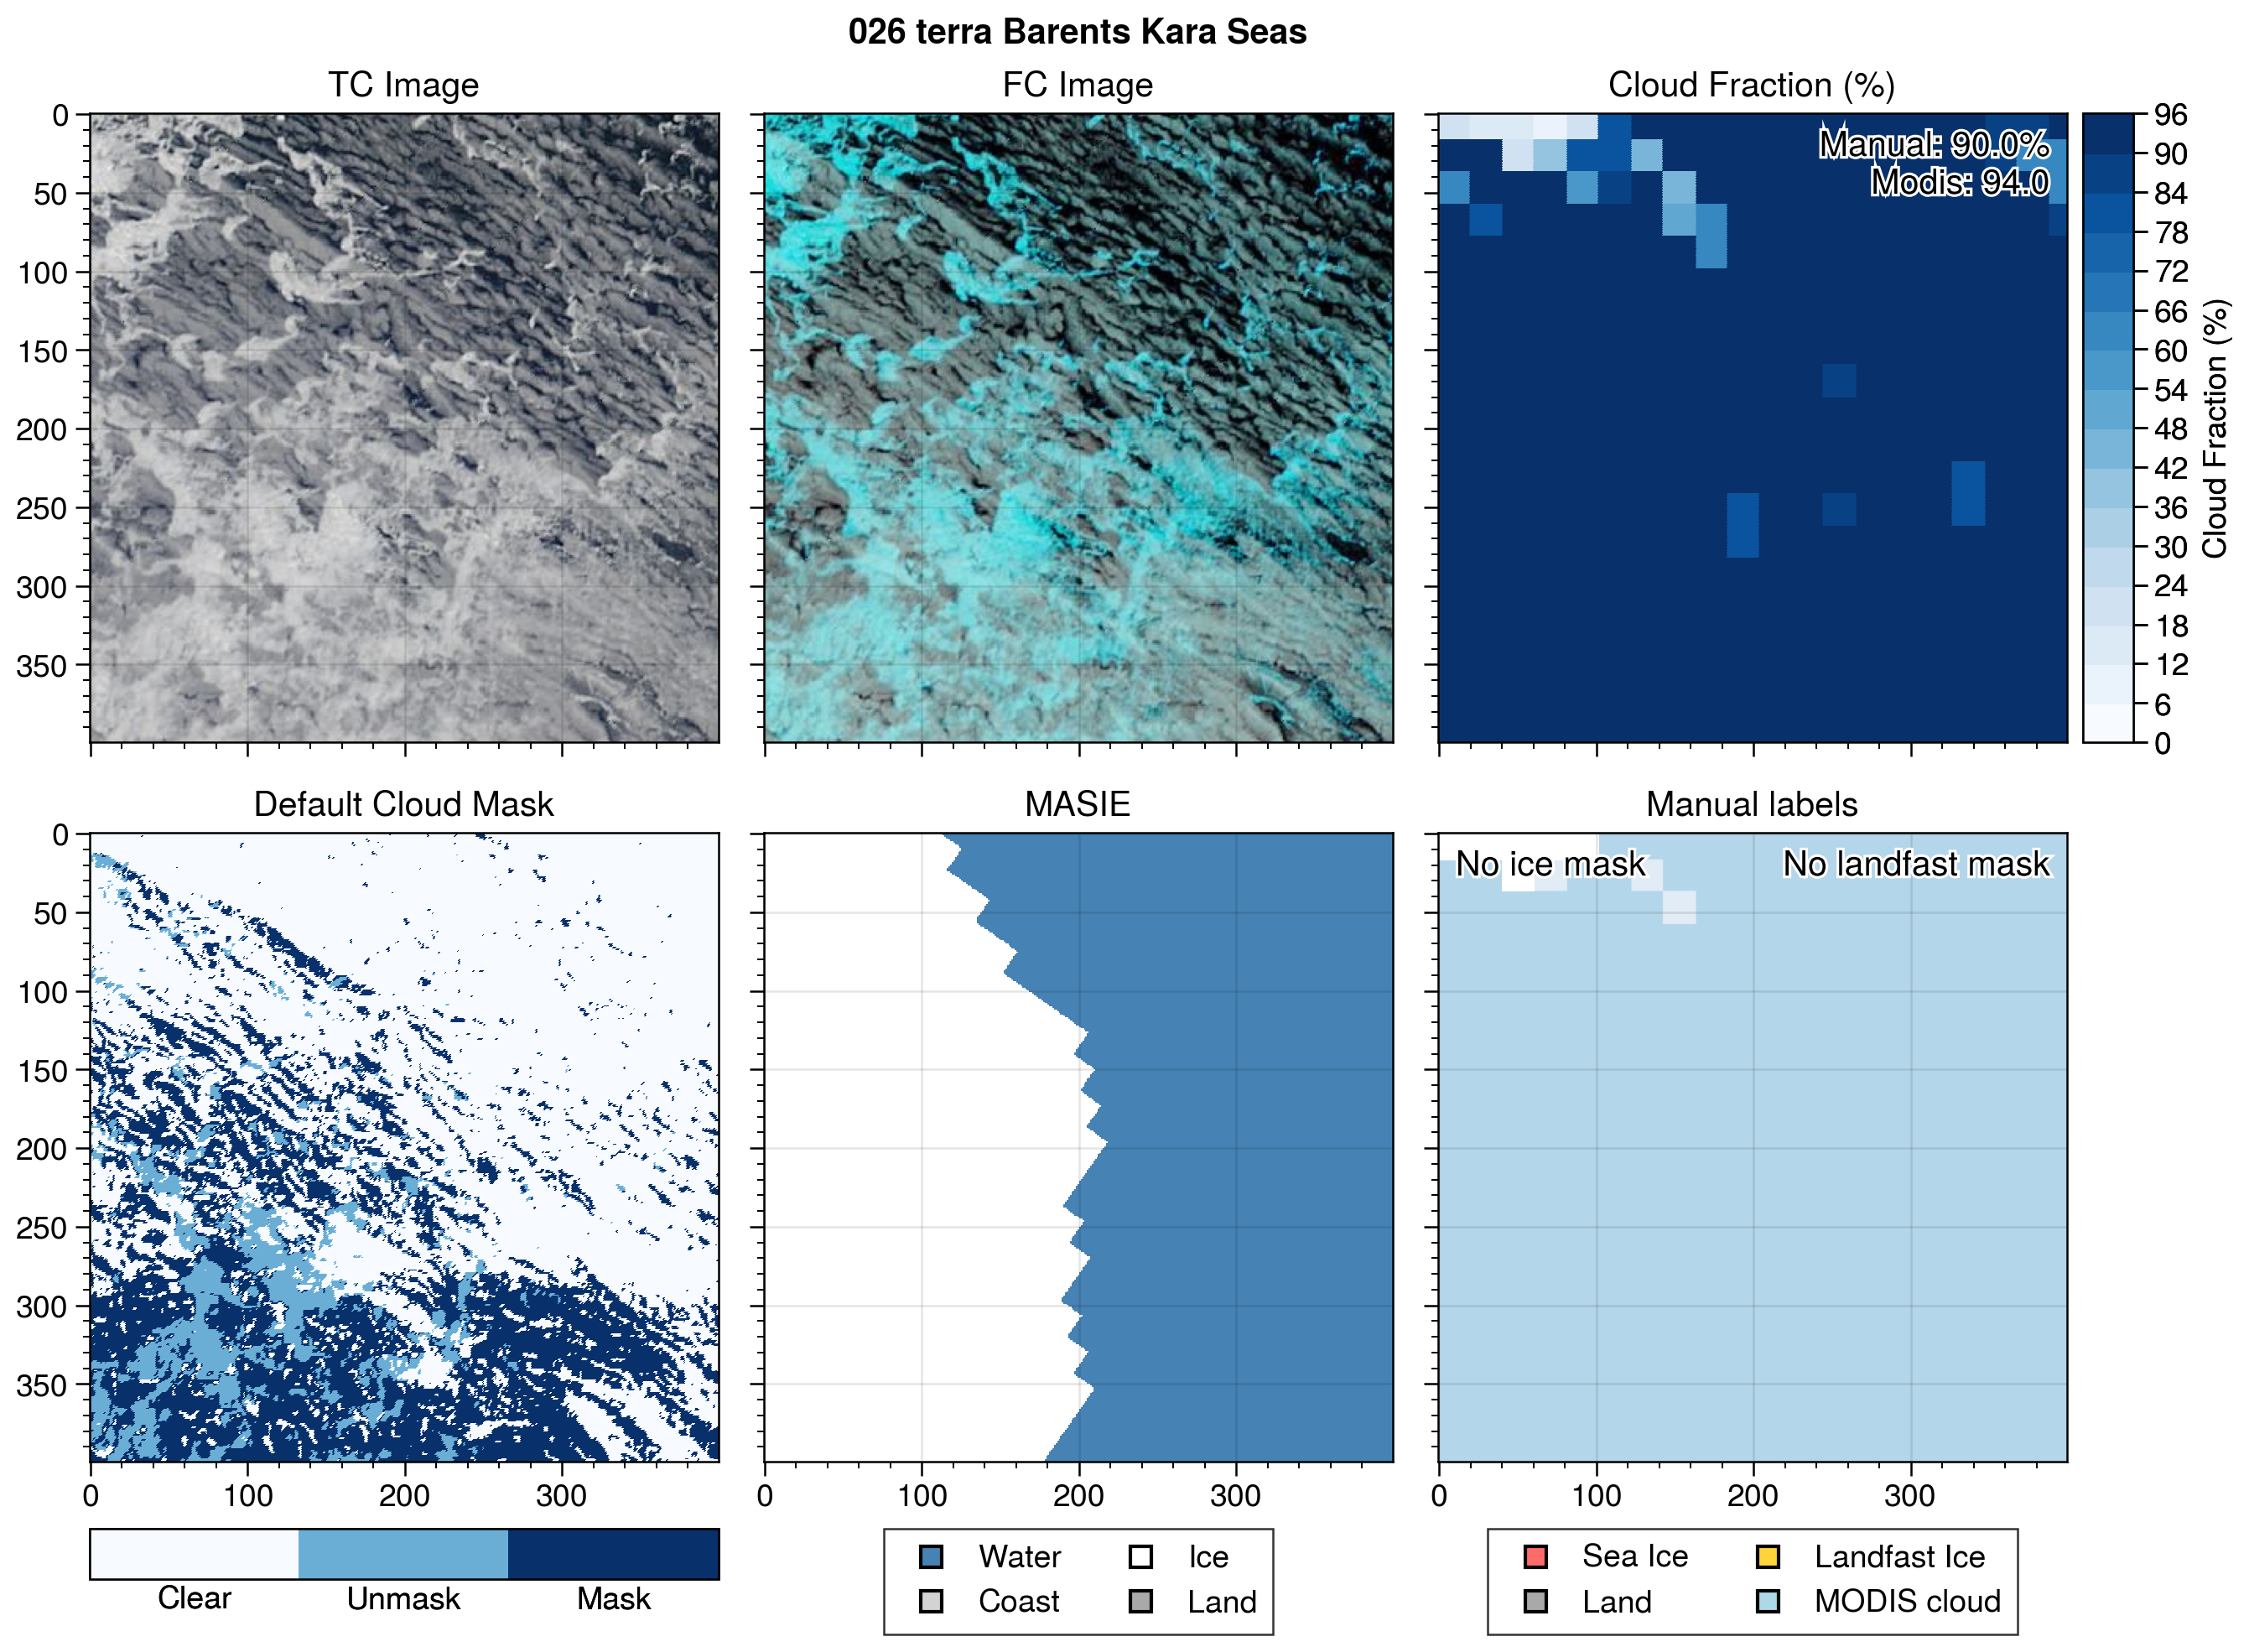 026 terra Barents Kara Seas
TC Image
FC Image
Cloud Fraction (%)
0
50
100
150
200
250
300
350
Manual: 90.0%
Modis: 94.0
96
90
84
78
72
66
60
54
48
42
36
30
24
18
12
6
0
Cloud Fraction (%)
Default Cloud Mask
MASIE
Manual labels
0
50
100
150
200
250
300
350
No ice mask
No landfast mask
0 100 200 300
0 100 200 300
0 100 200 300
Clear Unmask Mask
Water Ice
Coast Land
Sea Ice Landfast Ice
Land MODIS cloud